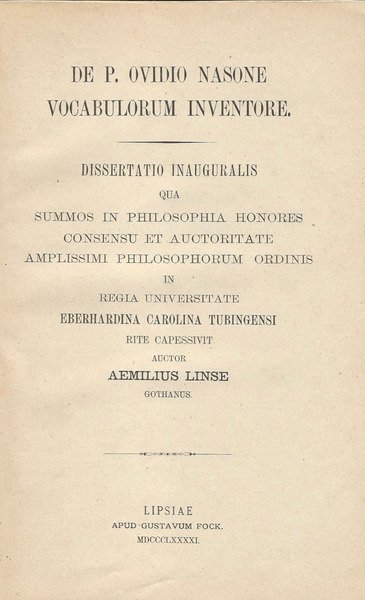 DE P. OVIDIO NASONE
VOCABULORUM INVENTORE.
DISSERTATIO INAUGURALIS
QUA
SUMMOS IN PHILOSOPHIA HONORES
CONSENSU ET AUCTORITATE
AMPLISSIMI PHILOSOPHORUM ORDINIS
IN
REGIA UNIVERSITATE
EBERHARDINA CAROLINA TUBINGENSI
RITE CAPESSIVIT
AUCTOR
AEMILIUS LINSE
GOTHANUS.
LIPSIAE
APUD GUSTAVUM FOCK.
MDCCCLXXXXI.